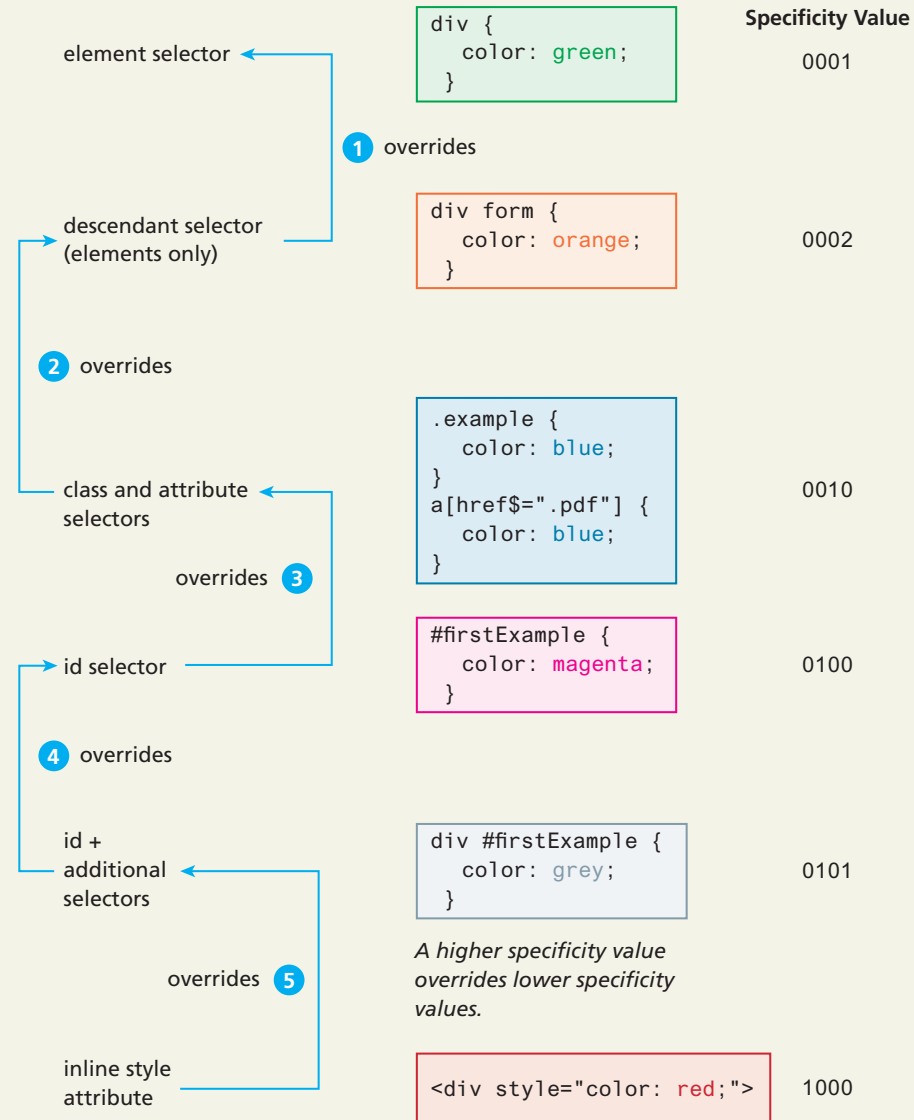 Specificity Value
element selector
div {
color: green;
}
0001
1 overrides
descendant selector
(elements only)
div form {
color: orange;
}
0002
2 overrides
class and attribute
selectors
.example {
color: blue;
}
a[href$=".pdf"] {
color: blue;
}
0010
overrides 3
id selector
#firstExample {
color: magenta;
}
0100
4 overrides
id +
additional
selectors
div #firstExample {
color: grey;
}
0101
A higher specificity value
overrides lower specificity
values.
overrides 5
inline style
attribute
<div style="color: red;">
1000